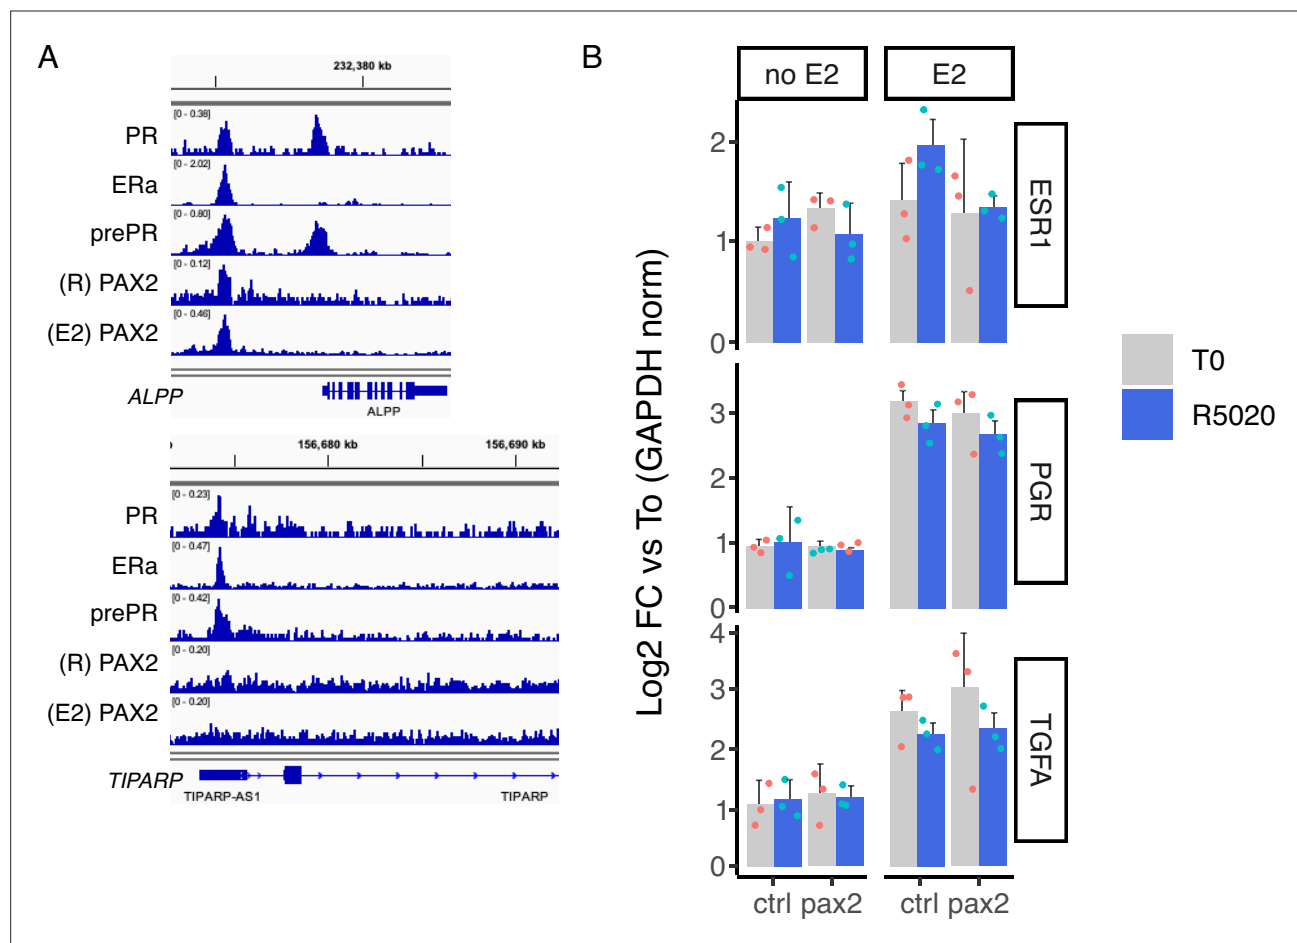 A
232,380 kb
PR
[0 - 0.38]
ERa
[0 - 2.02]
prePR
[0 - 0.80]
(R) PAX2
[0 - 0.12]
(E2) PAX2
[0 - 0.46]
ALPP
ALPP
156,680 kb
156,690 kb
PR
[0 - 0.23]
ERa
[0 - 0.47]
prePR
[0 - 0.42]
(R) PAX2
[0 - 0.20]
(E2) PAX2
[0 - 0.20]
TIPARP
TIPARP-AS1
TIPARP
B
no E2
E2
Log2 FC vs To (GAPDH norm)
2
1
0
ESR1
3
2
1
0
PGR
4
3
2
1
0
TGFA
ctrl pax2
ctrl pax2
T0
R5020